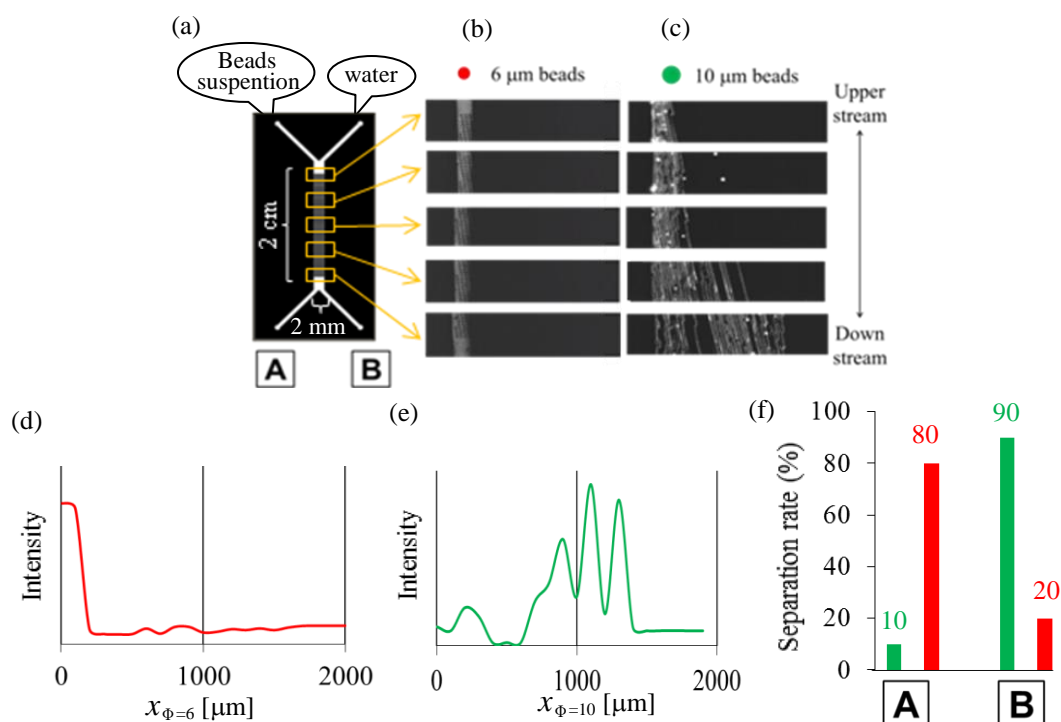 (a)
Beads
suspention
water
2 cm
2 mm
A
B
(b)
6 μm beads
(c)
10 μm beads
Upper
stream
Down
stream
(d)
Intensity
0
1000
2000
xΦ=6 [μm]
(e)
Intensity
0
1000
2000
xΦ=10 [μm]
(f)
Separation rate (%)
100
80
60
40
20
0
10
80
90
20
A
B